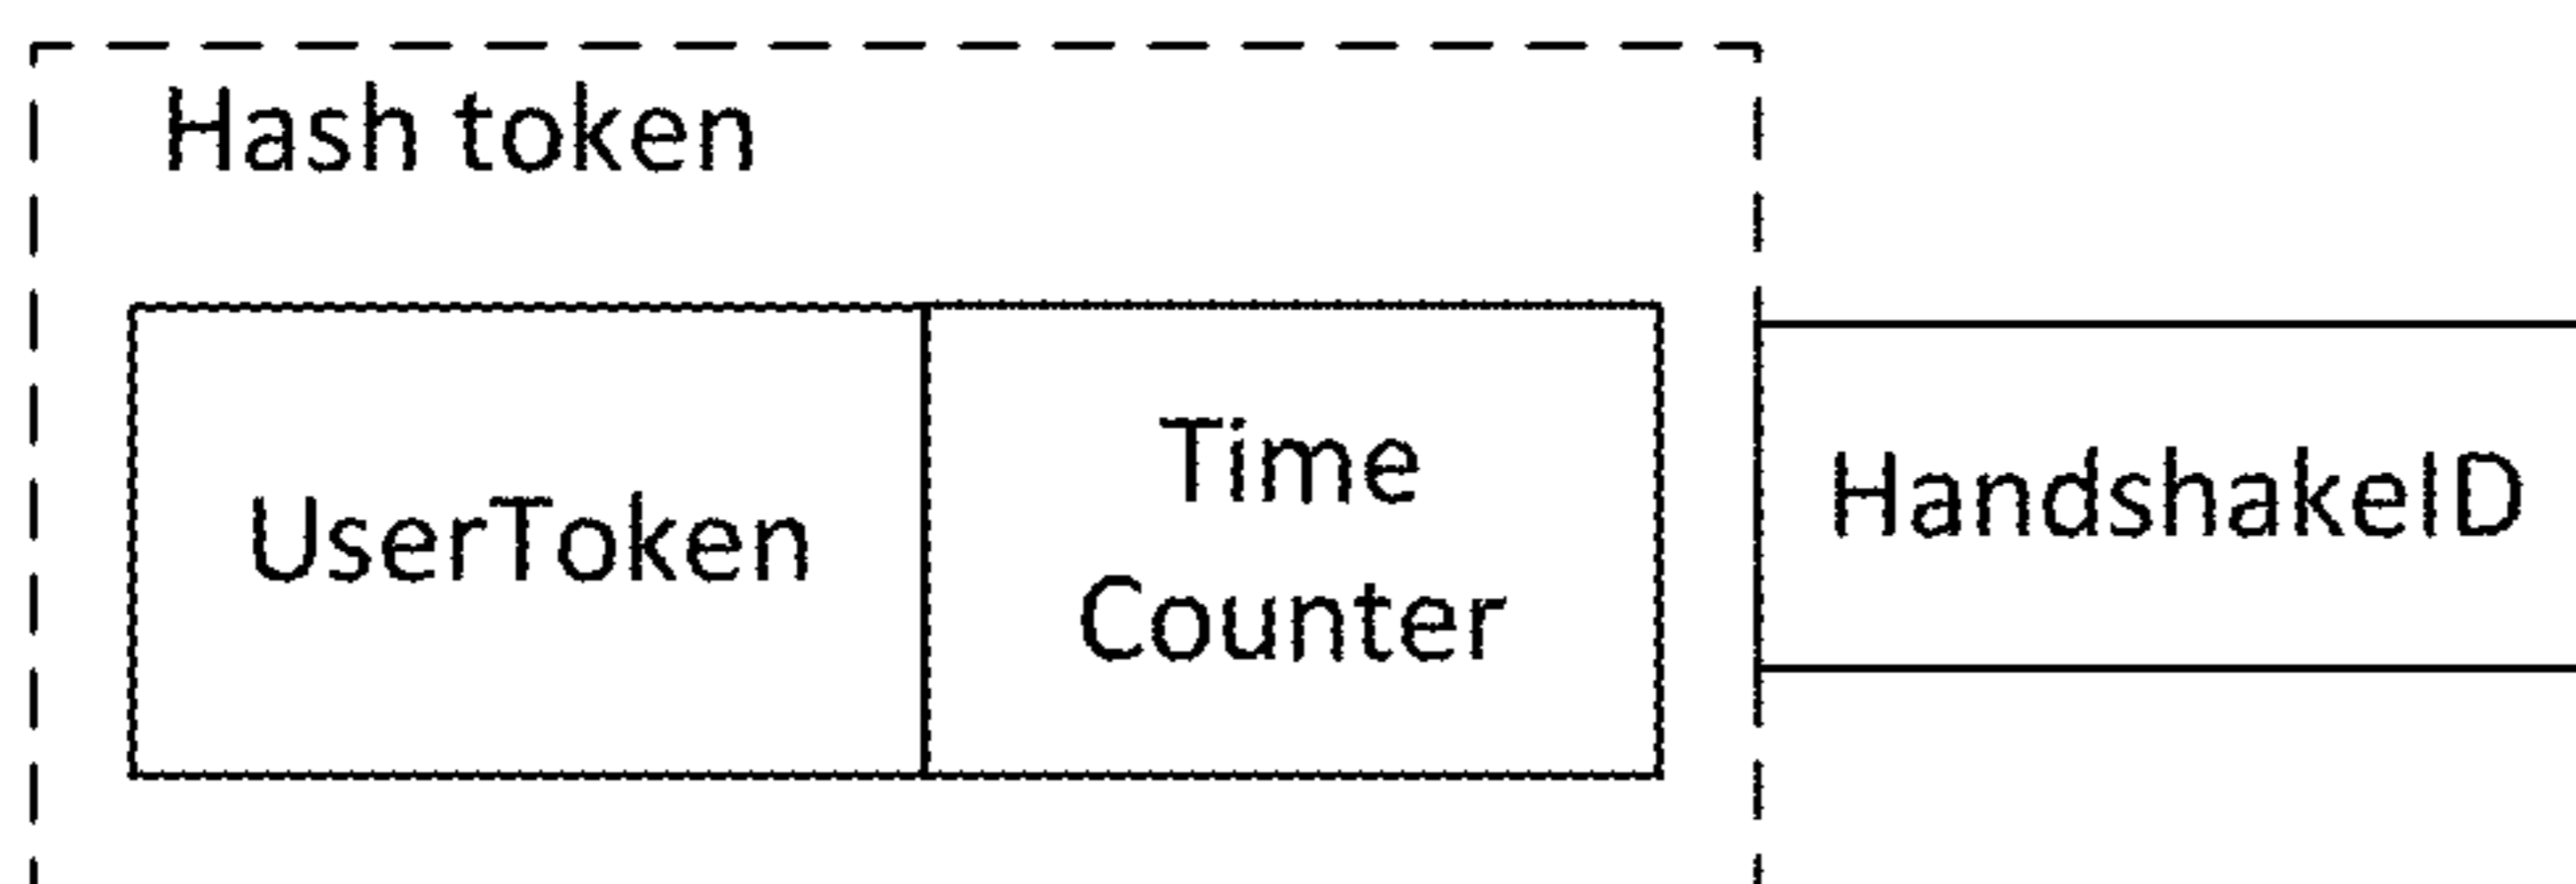 Hash token
UserToken
Time
Counter
HandshakeID